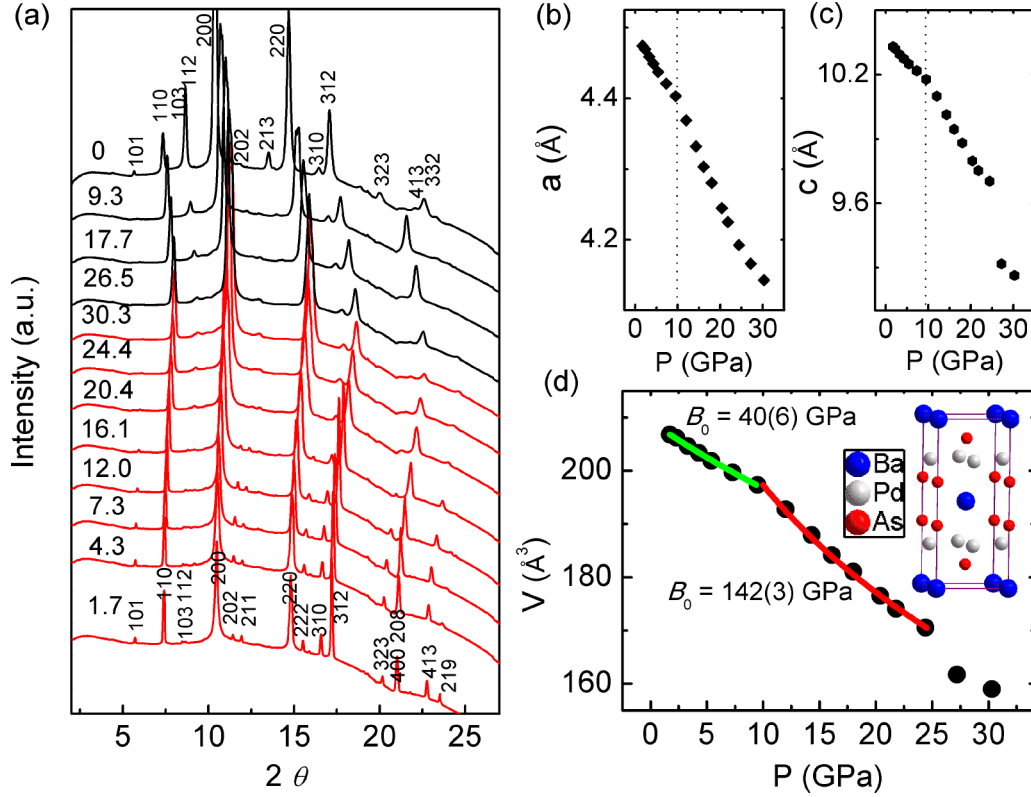 (a)
Intensity (a.u.)
0
9.3
17.7
26.5
30.3
24.4
20.4
16.1
12.0
7.3
4.3
1.7
101
110
103
112
200
202
213
220
310
312
323
413
332
101
110
103
112
200
202
211
220
222
310
312
323
400
208
413
219
5 10 15 20 25
2 θ
(b)
a (Å)
4.4
4.2
0 10 20 30
P (GPa)
(c)
c (Å)
10.2
9.6
0 10 20 30
P (GPa)
(d)
V (Å³)
200
180
160
B₀ = 40(6) GPa
B₀ = 142(3) GPa
Ba
Pd
As
0 5 10 15 20 25 30
P (GPa)